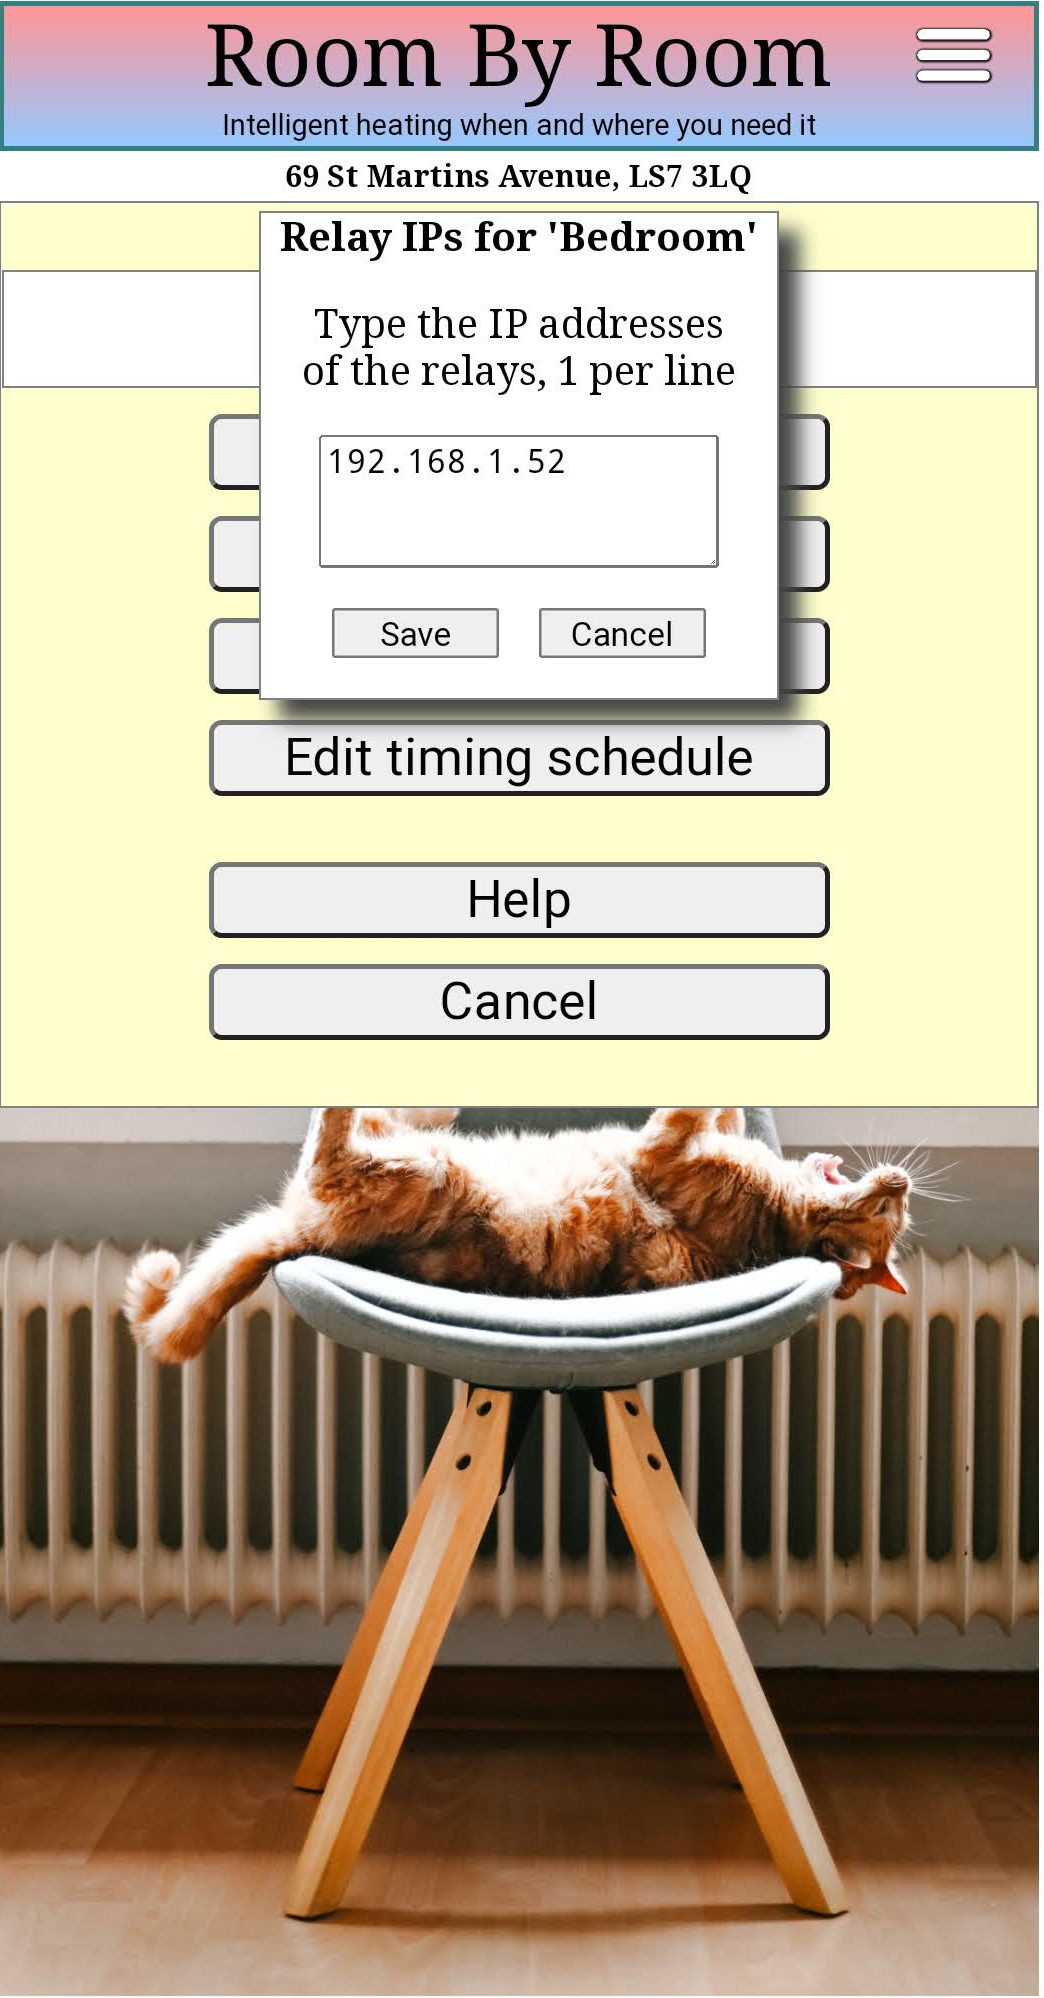 Room By Room
Intelligent heating when and where you need it
69 St Martins Avenue, LS7 3LQ
Relay IPs for 'Bedroom'
Type the IP addresses
of the relays, 1 per line
192.168.1.52
Save Cancel
Edit timing schedule
Help
Cancel